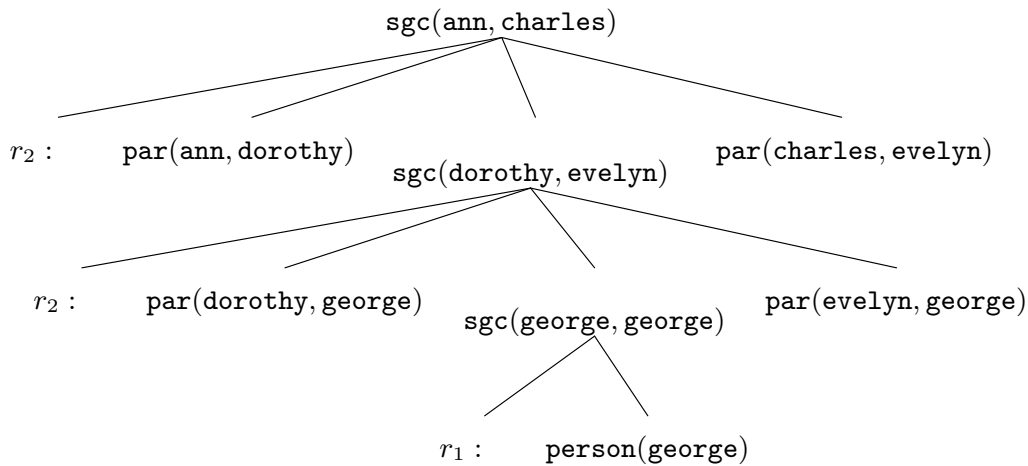 sgc(ann, charles)
r₂ : par(ann, dorothy) par(charles, evelyn)
sgc(dorothy, evelyn)
r₂ : par(dorothy, george) par(evelyn, george)
sgc(george, george)
r₁ : person(george)